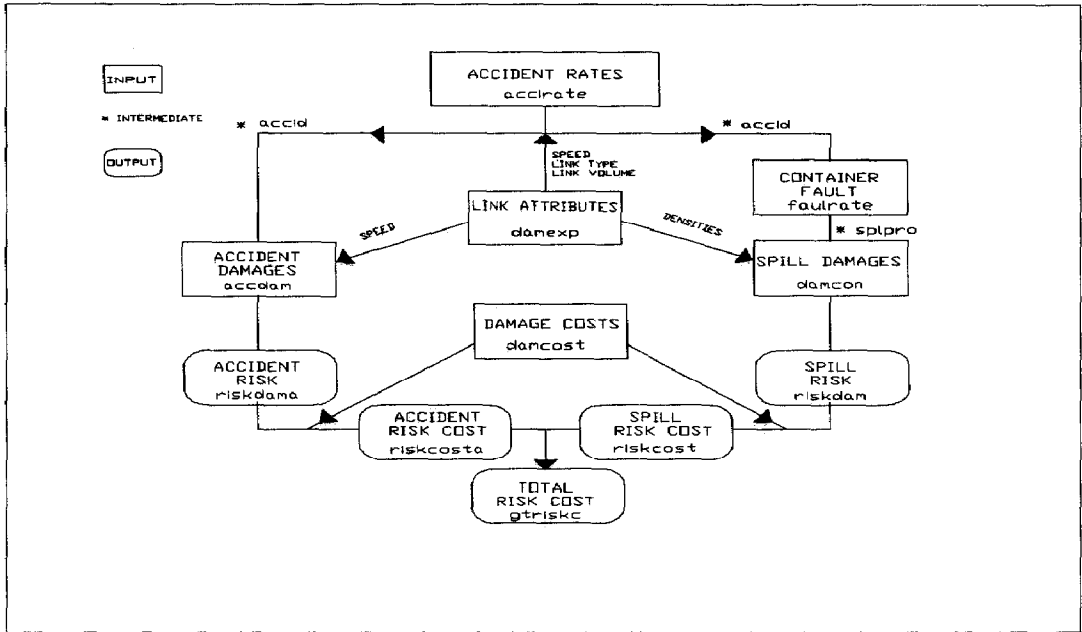 ACCIDENT RATES
accirate
INPUT
* INTERMEDIATE
OUTPUT
* accid
* accid
SPEED
LINK TYPE
LINK VOLUME
CONTAINER
FAULT
faulrate
* splpro
LINK ATTRIBUTES
damexp
SPEED
DENSITIES
ACCIDENT
DAMAGES
accdam
SPILL DAMAGES
damcon
DAMAGE COSTS
damcost
ACCIDENT
RISK
riskdama
SPILL
RISK
riskdam
ACCIDENT
RISK COST
riskcosta
SPILL
RISK COST
riskcost
TOTAL
RISK COST
gtriskc